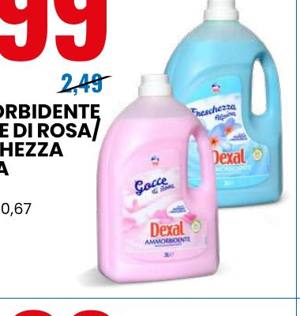 99
2,49
ORBIDENTE
E DI ROSA/
HEZZA
A
0,67
Freschezza
Alpina
Dexal
Gocce
di Rosa
Dexal
AMMORBIDENTE